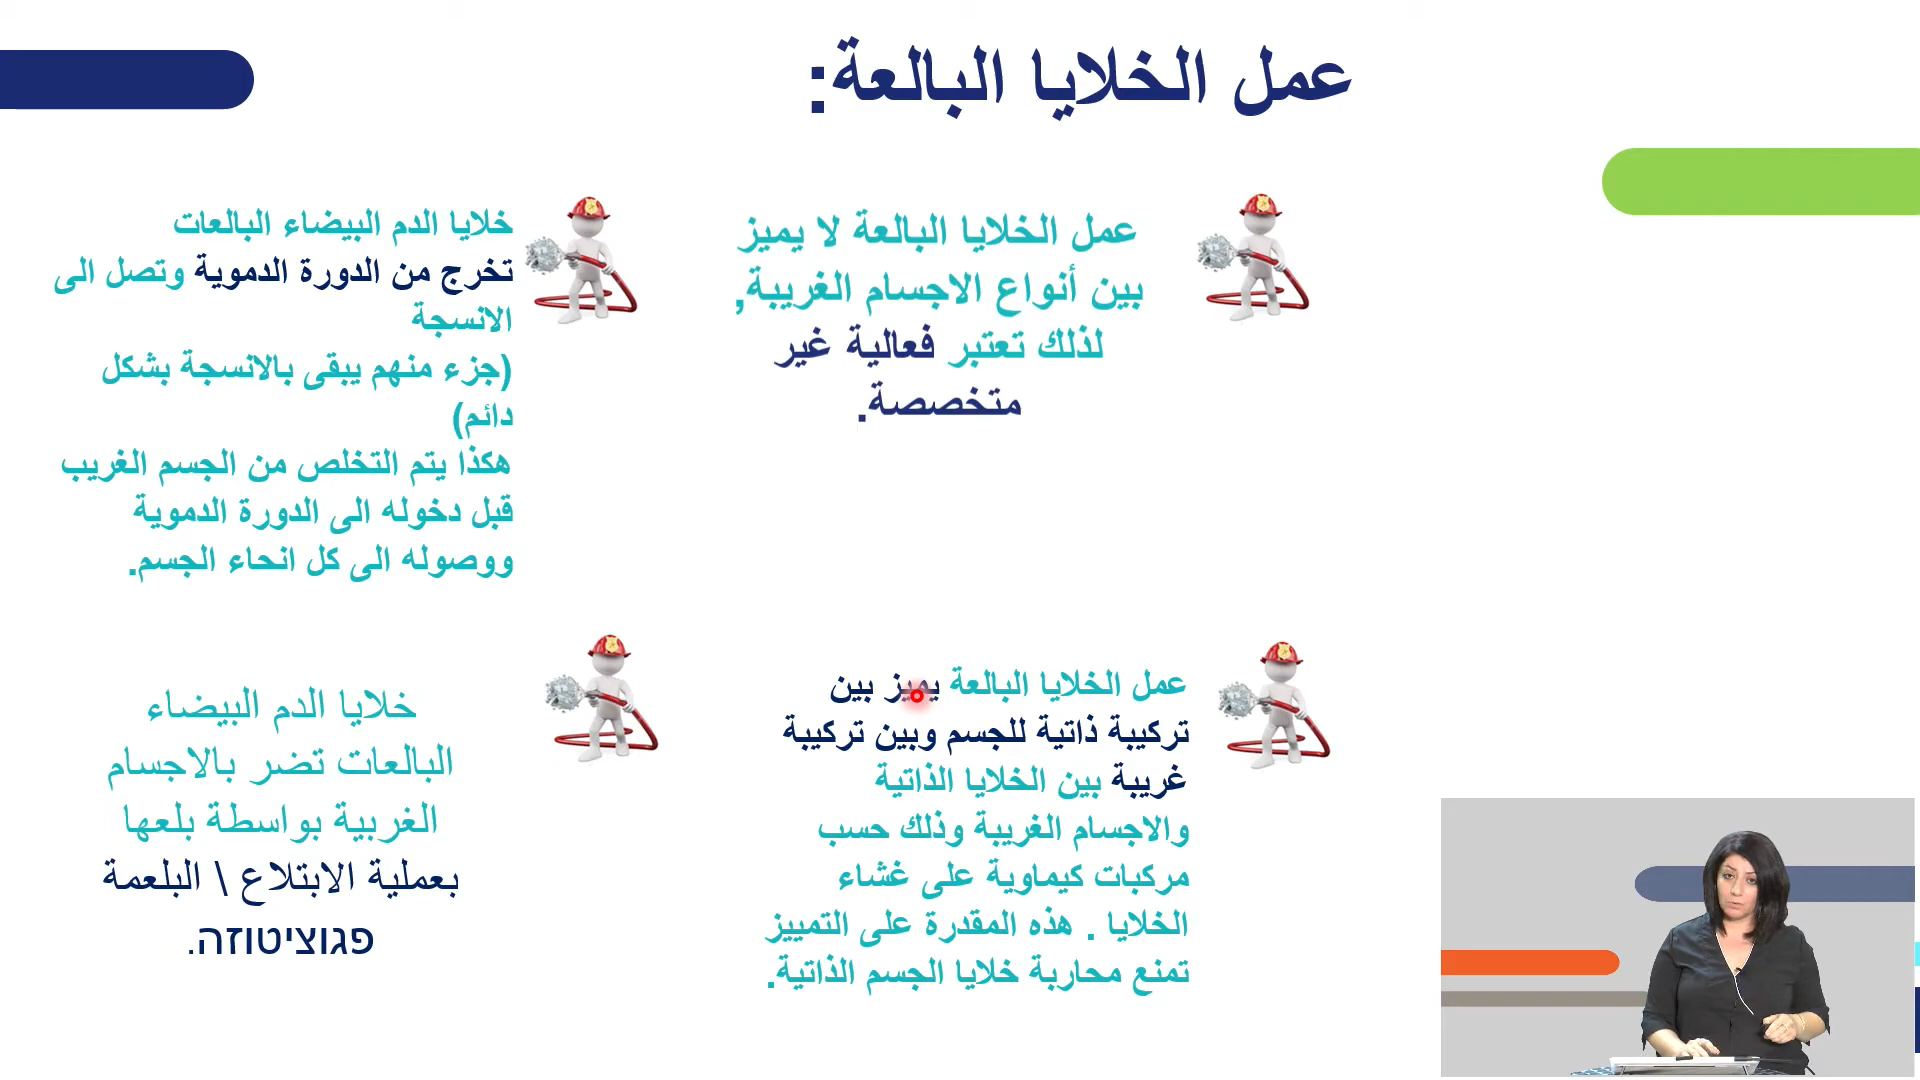 عمل الخلايا البالعة:
عمل الخلايا البالعة لا يميز
بين أنواع الاجسام الغريبة,
لذلك تعتبر فعالية غير
متخصصة.
خلايا الدم البيضاء البالعات
تخرج من الدورة الدموية وتصل الى
الانسجة
(جزء منهم يبقى بالانسجة بشكل
دائم)
هكذا يتم التخلص من الجسم الغريب
قبل دخوله الى الدورة الدموية
ووصوله الى كل انحاء الجسم.
عمل الخلايا البالعة يميز بين
تركيبة ذاتية للجسم وبين تركيبة
غريبة بين الخلايا الذاتية
والاجسام الغريبة وذلك حسب
مركبات كيماوية على غشاء
الخلايا . هذه المقدرة على التمييز
تمنع محاربة خلايا الجسم الذاتية.
خلايا الدم البيضاء
البالعات تضر بالاجسام
الغربية بواسطة بلعها
بعملية الابتلاع \ البلعمة
פגוציטוזה.